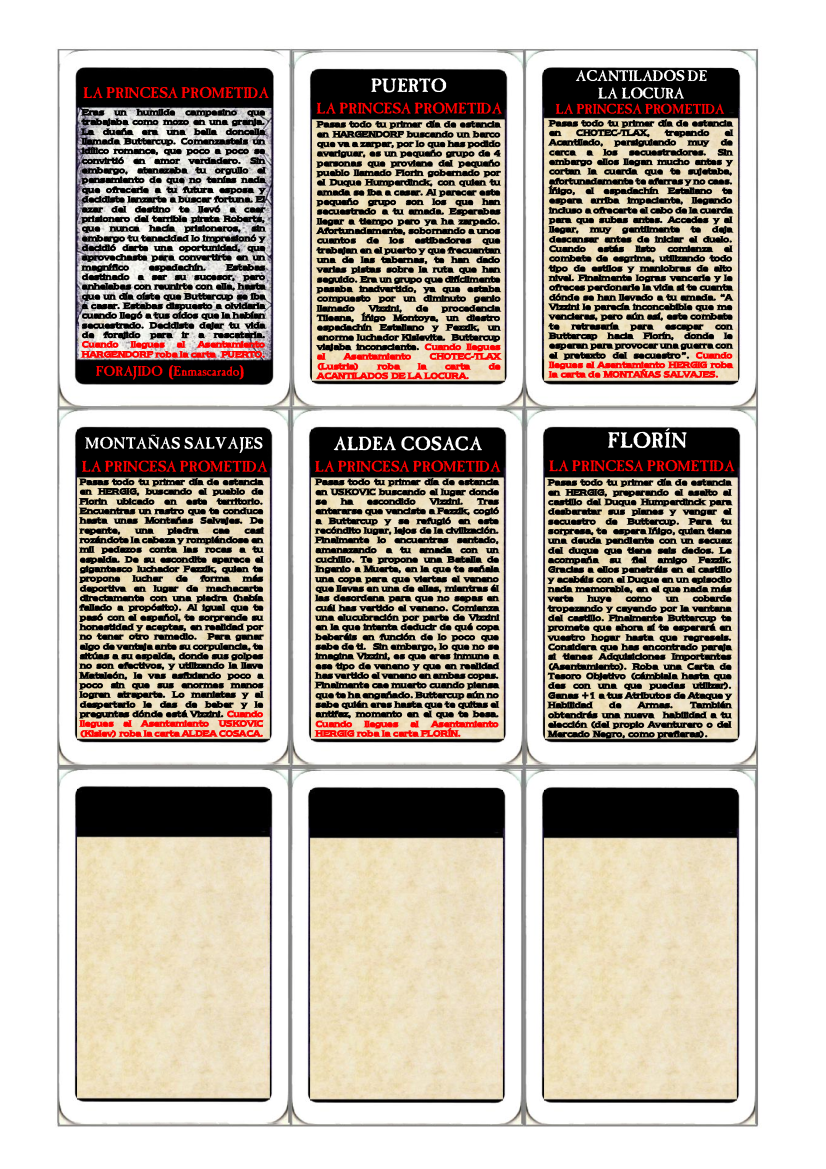 LA PRINCESA PROMETIDA
Eras un humilde campesino que
trabajaba como mozo en una granja.
La dueña era una bella doncella
llamada Buttercup. Comenzasteis un
idílico romance, que poco a poco se
convirtió en amor verdadero. Sin
embargo, atenazaba tu orgullo el
pensamiento de que no tenías nada
que ofrecerle a tu futura esposa y
decidiste lanzarte a buscar fortuna. El
azar del destino te llevó a caer
prisionero del terrible pirata Roberts,
que nunca hacía prisioneros, sin
embargo tu tenacidad lo impresionó y
decidió darte una oportunidad, que
aprovechaste para convertirte en un
magnífico espadachín. Estabas
destinado a ser su sucesor, pero
anhelabas con reunirte con ella, hasta
que un día oíste que Buttercup se iba
a casar. Estabas dispuesto a olvidarla
cuando llegó a tus oídos que la habían
secuestrado. Decidiste dejar tu vida
de forajido para ir a rescatarla.
Cuando llegues al Asentamiento
HARGENDORF roba la carta PUERTO.
FORAJIDO (Enmascarado)
PUERTO
LA PRINCESA PROMETIDA
Pasas todo tu primer día de estancia
en HARGENDORF buscando un barco
que va a zarpar, por lo que has podido
averiguar, es un pequeño grupo de 4
personas que proviene del pequeño
pueblo llamado Florin gobernado por
el Duque Humperdinck, con quien tu
amada se iba a casar. Al parecer este
pequeño grupo son los que han
secuestrado a tu amada. Esperabas
llegar a tiempo pero ya ha zarpado.
Afortunadamente, sobornando a unos
cuantos de los estibadores que
trabajan en el puerto y que frecuentan
una de las tabernas, te han dado
varias pistas sobre la ruta que han
seguido. Era un grupo que difícilmente
pasaba inadvertido, ya que estaba
compuesto por un diminuto genio
llamado Vizzini, de procedencia
Tileana, Íñigo Montoya, un diestro
espadachín Estaliano y Fezzik, un
enorme luchador Kislevita. Buttercup
viajaba inconsciente. Cuando llegues
al Asentamiento CHOTEC-TLAX
(Lustria) roba la carta de
ACANTILADOS DE LA LOCURA.
ACANTILADOS DE
LA LOCURA
LA PRINCESA PROMETIDA
Pasas todo tu primer día de estancia
en CHOTEC-TLAX, trepando el
Acantilado, persiguiendo muy de
cerca a los secuestradores. Sin
embargo ellos llegan mucho antes y
cortan la cuerda que te sujetaba,
afortunadamente te aferras y no caes.
Íñigo, el espadachín Estaliano te
espera arriba impaciente, llegando
incluso a ofrecerte el cabo de la cuerda
para que subas antes. Accedes y al
llegar, muy gentilmente te deja
descansar antes de iniciar el duelo.
Cuando estás listo comienza el
combate de esgrima, utilizando todo
tipo de estilos y maniobras de alto
nivel. Finalmente logras vencerle y le
ofreces perdonarle la vida si te cuenta
dónde se han llevado a tu amada. "A
Vizzini le parecía inconcebible que me
vencieras, pero aún así, este combate
te retrasaría para escapar con
Buttercup hacia Florín, donde le
esperan para provocar una guerra con
el pretexto del secuestro". Cuando
llegues al Asentamiento HERGIG roba
la carta de MONTAÑAS SALVAJES.
MONTAÑAS SALVAJES
LA PRINCESA PROMETIDA
Pasas todo tu primer día de estancia
en HERGIG, buscando el pueblo de
Florin ubicado en este territorio.
Encuentras un rastro que te conduce
hasta unas Montañas Salvajes. De
repente, una piedra cae casi
rozándote la cabeza y rompiéndose en
mil pedazos conta las rocas a tu
espalda. De su escondite aparece el
gigantesco luchador Fezzik, quien te
propone luchar de forma más
deportiva en lugar de machacarte
directamente con una piedra (había
fallado a propósito). Al igual que te
pasó con el español, te sorprende su
honestidad y aceptas, en realidad por
no tener otro remedio. Para ganar
algo de ventaja ante su corpulencia, te
sitúas a su espalda, donde sus golpes
no son efectivos, y utilizando la llave
Mataleón, le vas asfixiando poco a
poco sin que sus enormes manos
logren atraparte. Lo maniatas y al
despertarlo le das de beber y le
preguntas dónde está Vizzini. Cuando
llegues al Asentamiento USKOVIC
(Kislev) roba la carta ALDEA COSACA.
ALDEA COSACA
LA PRINCESA PROMETIDA
Pasas todo tu primer día de estancia
en USKOVIC buscando el lugar donde
se ha escondido Vizzini. Tras
enterarse que venciste a Fezzik, cogió
a Buttercup y se refugió en este
recóndito lugar, lejos de la civilización.
Finalmente lo encuentras sentado,
amenazando a tu amada con un
cuchillo. Te propone una Batalla de
Ingenio a Muerte, en la que te señala
una copa para que viertas el veneno
que llevas en una de ellas, mientras él
las desordena para que no sepas en
cuál has vertido el veneno. Comienza
una elucubración por parte de Vizzini
en la que intenta deducir de qué copa
beberáis en función de lo poco que
sabe de ti. Sin embargo, lo que no se
imagina Vizzini, es que eres inmune a
ese tipo de veneno y que en realidad
has vertido el veneno en ambas copas.
Finalmente cae muerto cuando piensa
que te ha engañado. Buttercup aún no
sabe quién eres hasta que te quitas el
antifaz, momento en el que te besa.
Cuando llegues al Asentamiento
HERGIG roba la carta FLORÍN.
FLORÍN
LA PRINCESA PROMETIDA
Pasas todo tu primer día de estancia
en HERGIG, preparando el asalto al
castillo del Duque Humperdinck para
desbaratar sus planes y vengar el
secuestro de Buttercup. Para tu
sorpresa, te espera Iñigo, quien tiene
una deuda pendiente con un secuaz
del duque que tiene seis dedos. Le
acompaña su fiel amigo Fezzik.
Gracias a ellos penetráis en el castillo
y acabáis con el Duque en un episodio
nada memorable, en el que nada más
verte huye como un cobarde
tropezando y cayendo por la ventana
del castillo. Finalmente Buttercup te
promete que ahora sí te esperará en
vuestro hogar hasta que regreseis.
Considera que has encontrado pareja
si tienes Adquisiciones Importantes
(Asentamiento). Roba una Carta de
Tesoro Objetivo (cámbiala hasta que
des con una que puedas utilizar).
Ganas +1 a tus Atributos de Ataque y
Habilidad de Armas. También
obtendrás una nueva habilidad a tu
elección (del propio Aventurero o del
Mercado Negro, como prefieras).